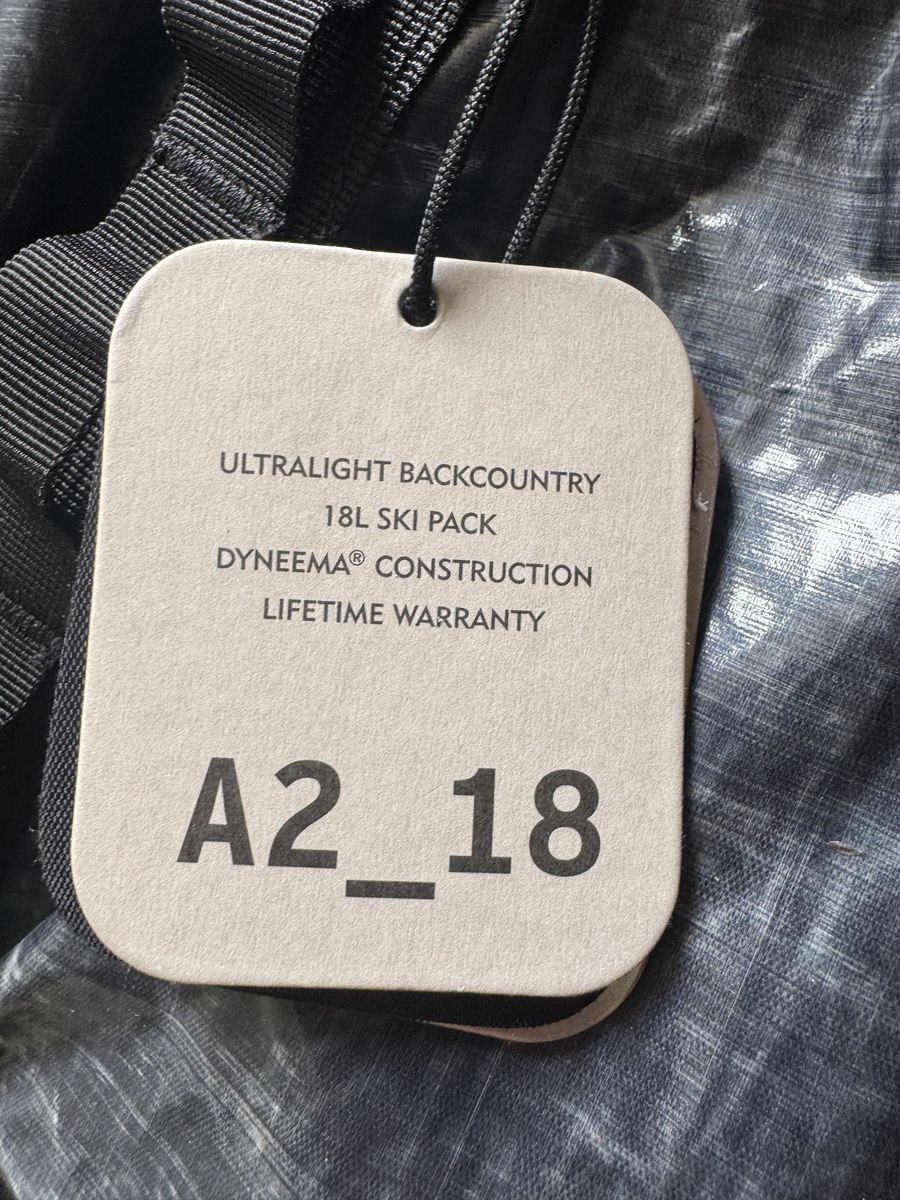 ULTRALIGHT BACKCOUNTRY
18L SKI PACK
DYNEEMA® CONSTRUCTION
LIFETIME WARRANTY
A2_18